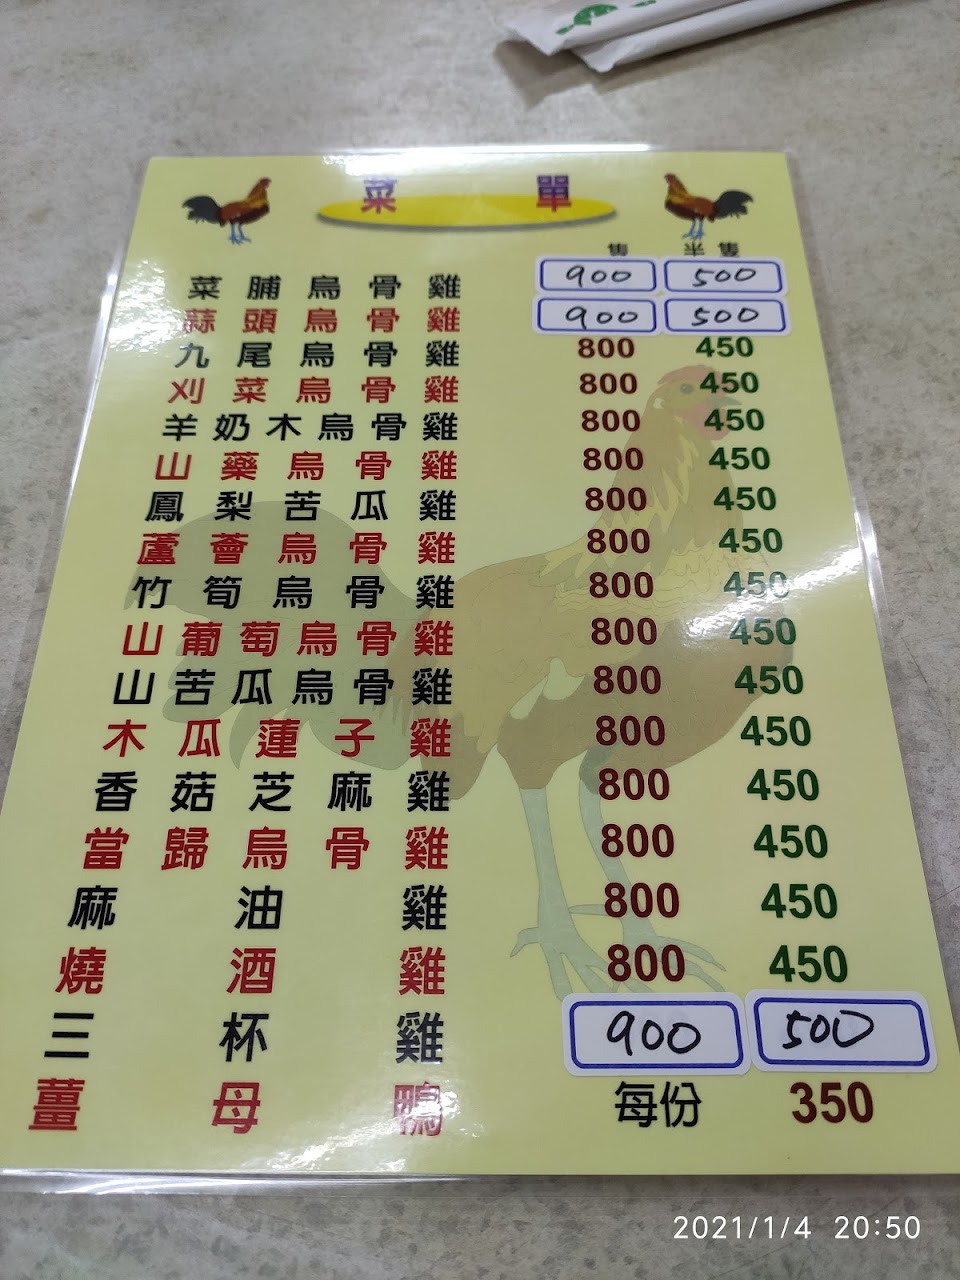 菜單
隻 半隻
菜脯烏骨雞 900 500
蒜頭烏骨雞 900 500
九尾烏骨雞 800 450
刈菜烏骨雞 800 450
羊奶木烏骨雞 800 450
山藥烏骨雞 800 450
鳳梨苦瓜雞 800 450
蘆薈烏骨雞 800 450
竹筍烏骨雞 800 450
山葡萄烏骨雞 800 450
山苦瓜烏骨雞 800 450
木瓜蓮子雞 800 450
香菇芝麻雞 800 450
當歸烏骨雞 800 450
麻油雞 800 450
燒酒雞 800 450
三杯雞 900 500
薑母鴨 每份 350
2021/1/4 20:50